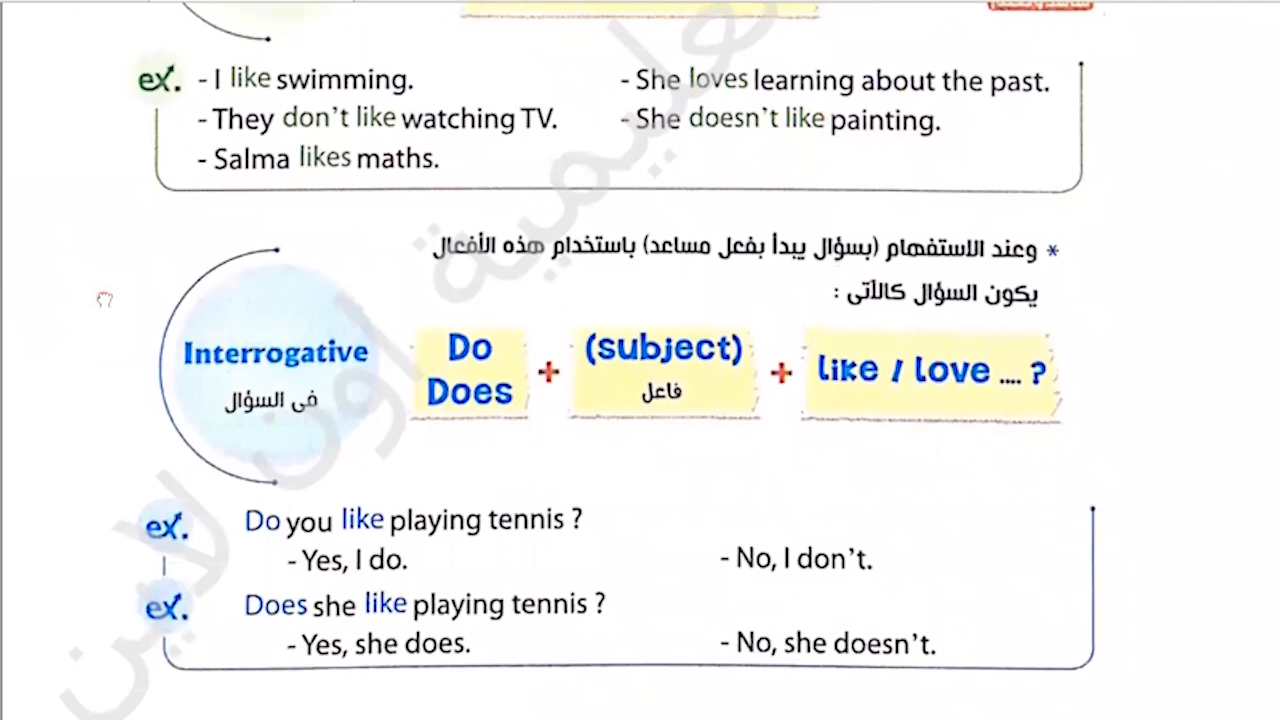 ex. - I like swimming. - She loves learning about the past.
- They don't like watching TV. - She doesn't like painting.
- Salma likes maths.
* وعند الاستفهام (بسؤال يبدأ بفعل مساعد) باستخدام هذه الأفعال
يكون السؤال كالآتى :
Interrogative
فى السؤال
Do
Does
+
(subject)
فاعل
+
like / love .... ?
ex. Do you like playing tennis ?
- Yes, I do. - No, I don't.
ex. Does she like playing tennis ?
- Yes, she does. - No, she doesn't.